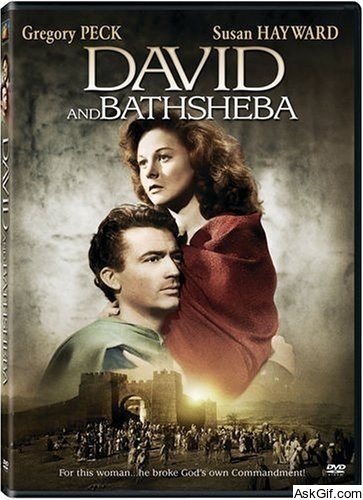 Gregory PECK Susan HAYWARD
DAVID
AND BATHSHEBA
DAVID AND BATHSHEBA
For this woman...he broke God's own Commandment!
DVD
AskGif.com